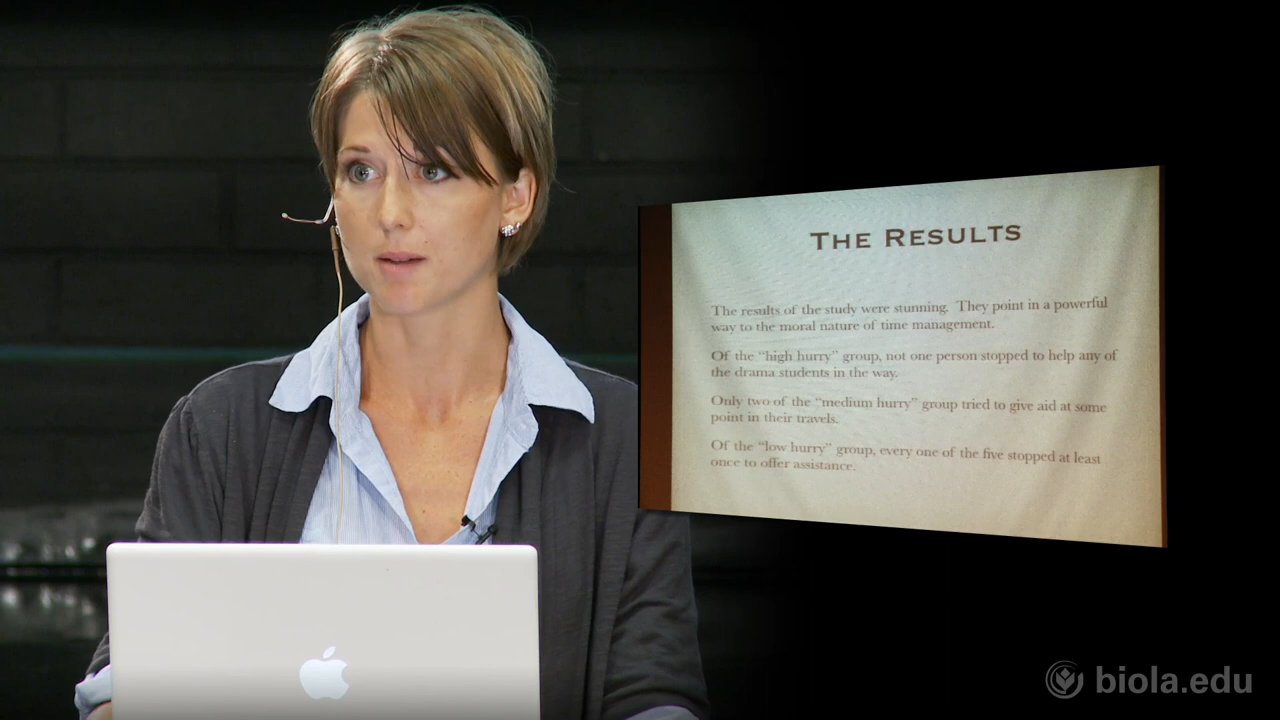 THE RESULTS
The results of the study were stunning. They point in a powerful
way to the moral nature of time management.
Of the "high hurry" group, not one person stopped to help any of
the drama students in the way.
Only two of the "medium hurry" group tried to give aid at some
point in their travels.
Of the "low hurry" group, every one of the five stopped at least
once to offer assistance.
biola.edu